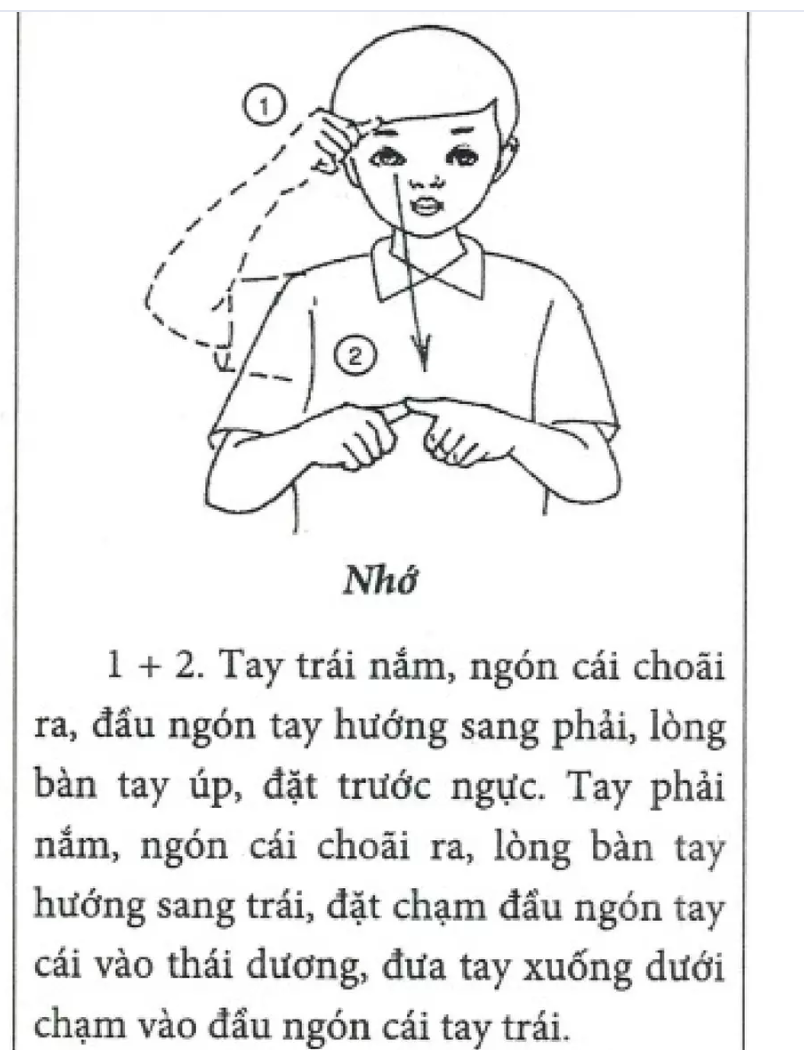 1
2
Nhớ
1 + 2. Tay trái nắm, ngón cái choãi
ra, đầu ngón tay hướng sang phải, lòng
bàn tay úp, đặt trước ngực. Tay phải
nắm, ngón cái choãi ra, lòng bàn tay
hướng sang trái, đặt chạm đầu ngón tay
cái vào thái dương, đưa tay xuống dưới
chạm vào đầu ngón cái tay trái.